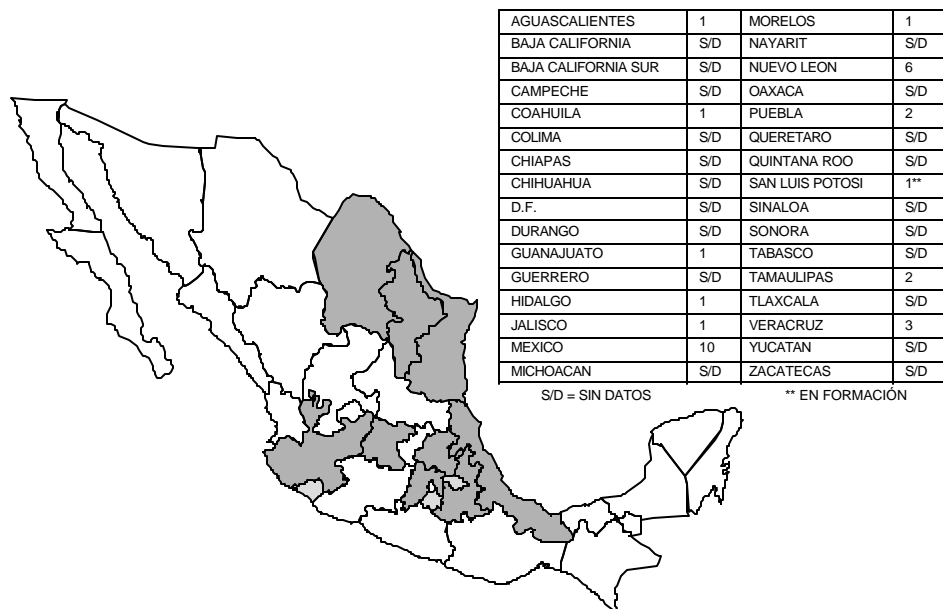 AGUASCALIENTES 1 MORELOS 1
BAJA CALIFORNIA S/D NAYARIT S/D
BAJA CALIFORNIA SUR S/D NUEVO LEON 6
CAMPECHE S/D OAXACA S/D
COAHUILA 1 PUEBLA 2
COLIMA S/D QUERETARO S/D
CHIAPAS S/D QUINTANA ROO S/D
CHIHUAHUA S/D SAN LUIS POTOSI 1**
D.F. S/D SINALOA S/D
DURANGO S/D SONORA S/D
GUANAJUATO 1 TABASCO S/D
GUERRERO S/D TAMAULIPAS 2
HIDALGO 1 TLAXCALA S/D
JALISCO 1 VERACRUZ 3
MEXICO 10 YUCATAN S/D
MICHOACAN S/D ZACATECAS S/D
S/D = SIN DATOS ** EN FORMACIÓN